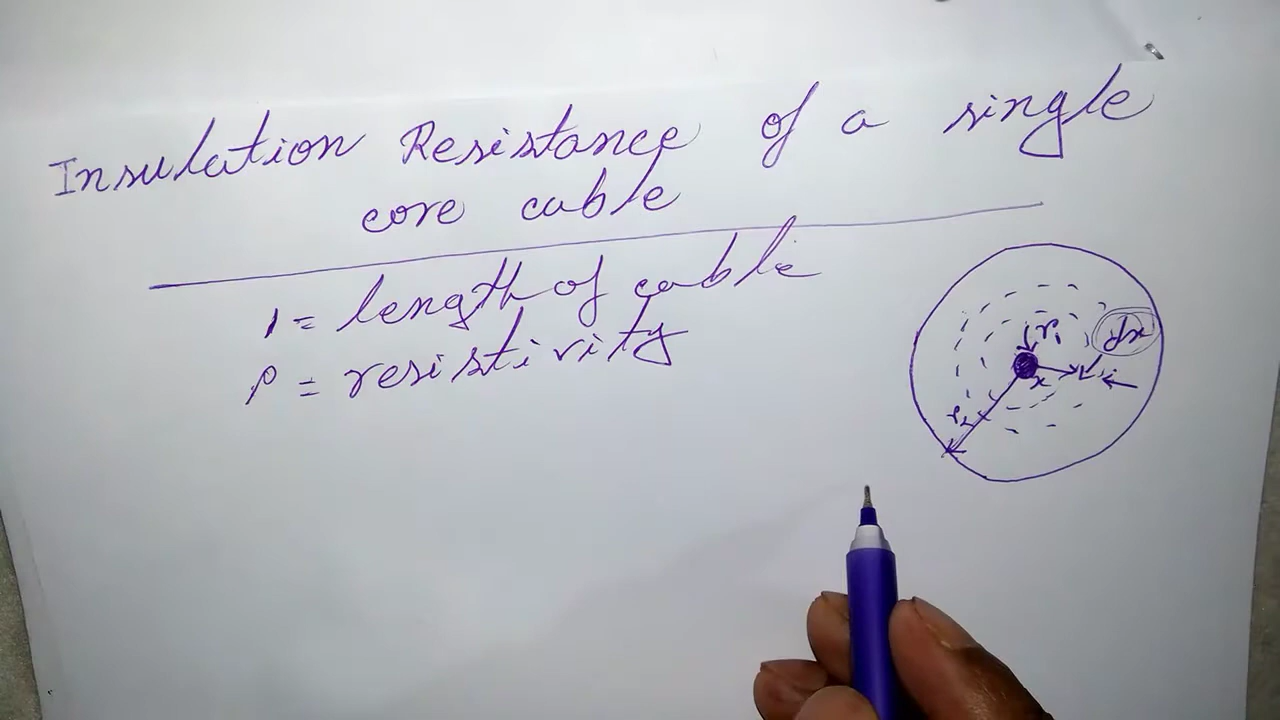 Insulation Resistance of a single
core cable
l = length of cable
ρ = resistivity
r₁
dx
x
r₂